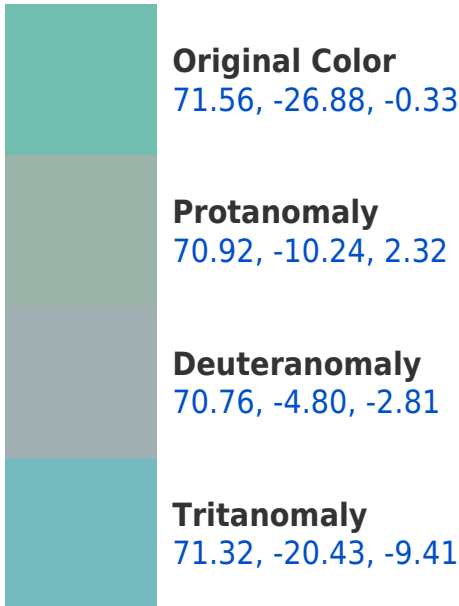 Original Color
71.56, -26.88, -0.33
Protanomaly
70.92, -10.24, 2.32
Deuteranomaly
70.76, -4.80, -2.81
Tritanomaly
71.32, -20.43, -9.41